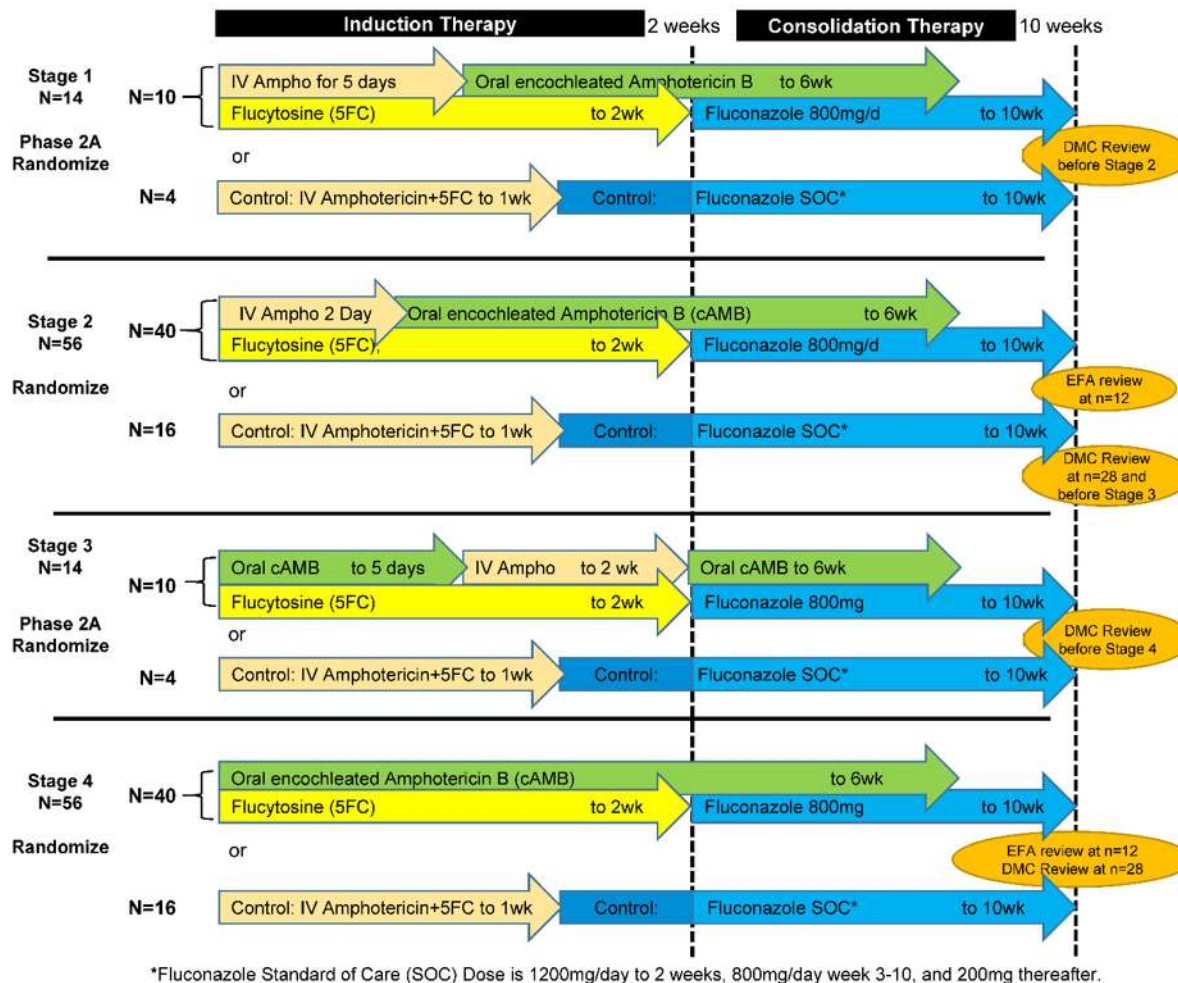 Induction Therapy 2 weeks Consolidation Therapy 10 weeks
Stage 1
N=14
N=10
IV Ampho for 5 days Oral encochleated Amphotericin B to 6wk
Flucytosine (5FC) to 2wk Fluconazole 800mg/d to 10wk
Phase 2A
Randomize
or
DMC Review
before Stage 2
N=4
Control: IV Amphotericin+5FC to 1wk Control: Fluconazole SOC* to 10wk
Stage 2
N=56
N=40
IV Ampho 2 Day Oral encochleated Amphotericin B (cAMB) to 6wk
Flucytosine (5FC), to 2wk Fluconazole 800mg/d to 10wk
Randomize
or
EFA review
at n=12
N=16
Control: IV Amphotericin+5FC to 1wk Control: Fluconazole SOC* to 10wk
DMC Review
at n=28 and
before Stage 3
Stage 3
N=14
N=10
Oral cAMB to 5 days IV Ampho to 2 wk Oral cAMB to 6wk
Flucytosine (5FC) to 2wk Fluconazole 800mg to 10wk
Phase 2A
Randomize
or
DMC Review
before Stage 4
N=4
Control: IV Amphotericin+5FC to 1wk Control: Fluconazole SOC* to 10wk
Stage 4
N=56
N=40
Oral encochleated Amphotericin B (cAMB) to 6wk
Flucytosine (5FC) to 2wk Fluconazole 800mg to 10wk
Randomize
or
EFA review at n=12
DMC Review at n=28
N=16
Control: IV Amphotericin+5FC to 1wk Control: Fluconazole SOC* to 10wk
*Fluconazole Standard of Care (SOC) Dose is 1200mg/day to 2 weeks, 800mg/day week 3-10, and 200mg thereafter.